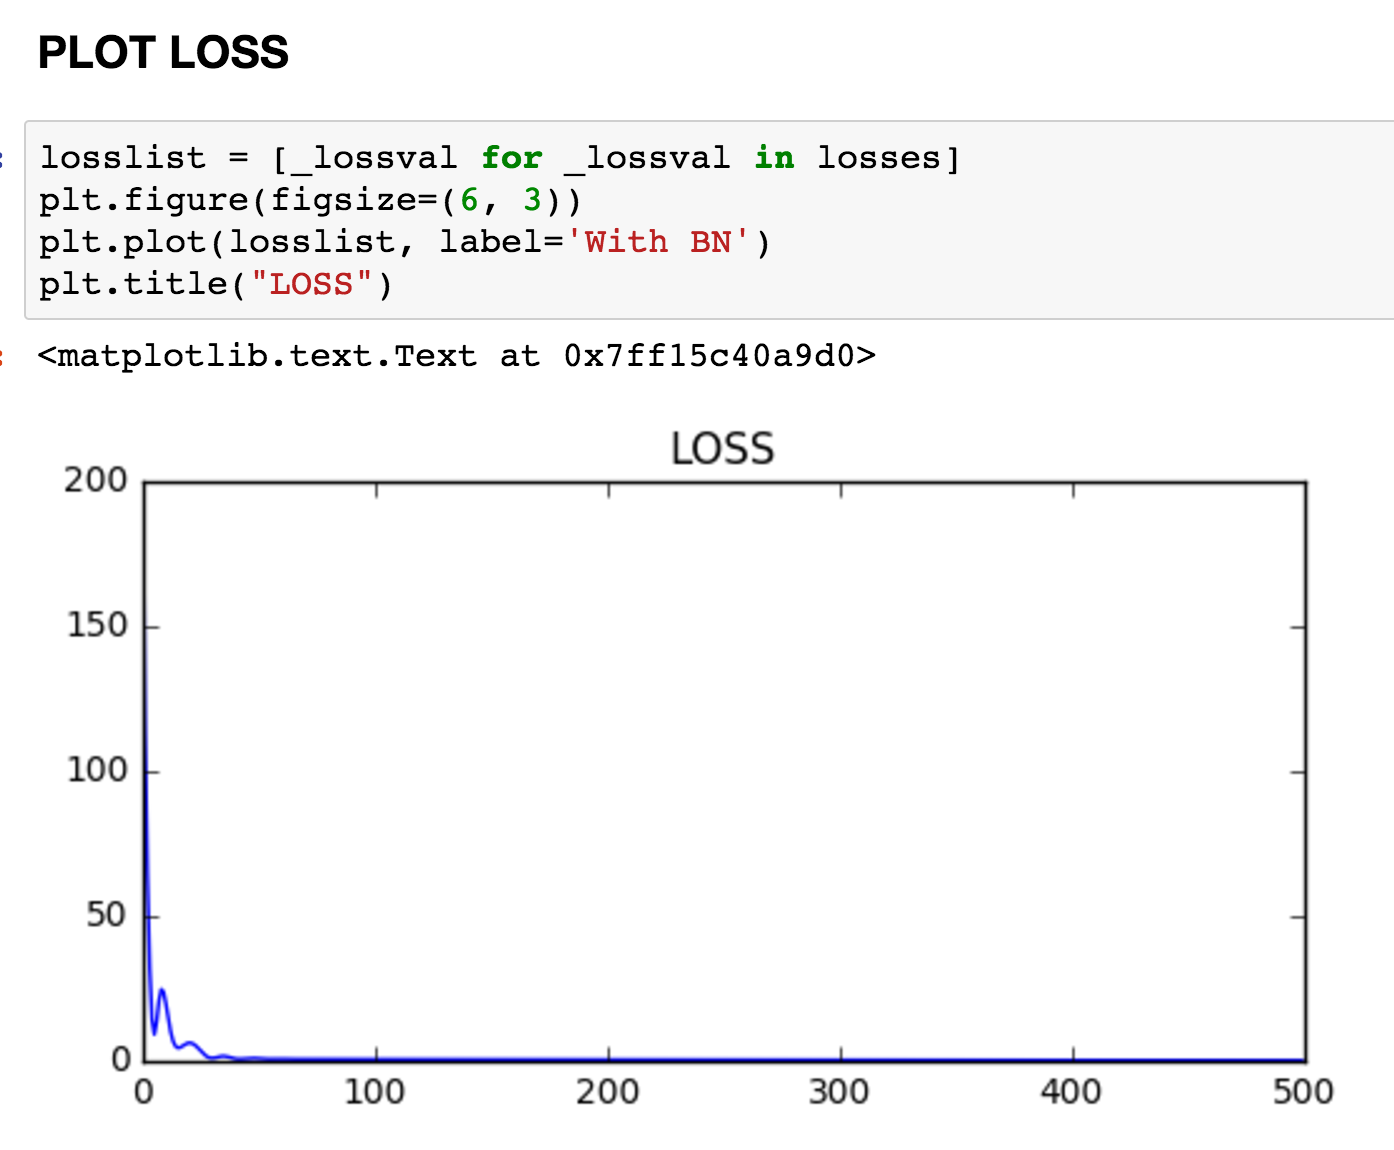 PLOT LOSS
losslist = [_lossval for _lossval in losses]
plt.figure(figsize=(6, 3))
plt.plot(losslist, label='With BN')
plt.title("LOSS")
<matplotlib.text.Text at 0x7ff15c40a9d0>
LOSS
200
150
100
50
0
0 100 200 300 400 500